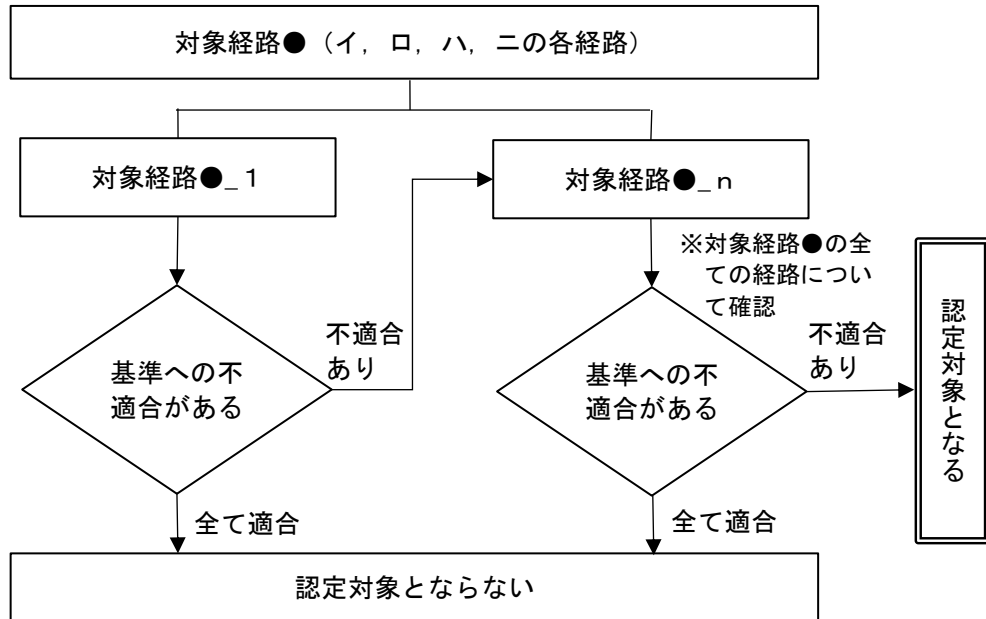 対象経路●（イ，ロ，ハ，ニの各経路）
対象経路●_１
対象経路●_ｎ
※対象経路●の全
ての経路につい
て確認
基準への不
適合がある
不適合
あり
基準への不
適合がある
不適合
あり
認定対象となる
全て適合
全て適合
認定対象とならない